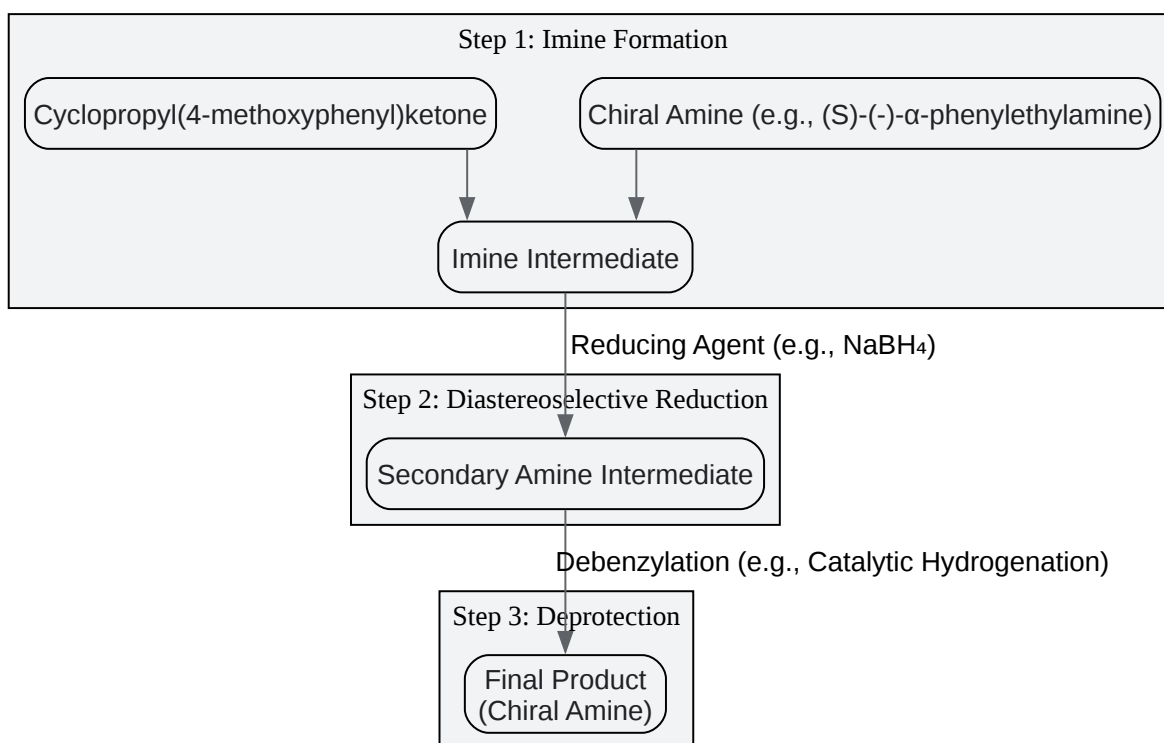 Step 1: Imine Formation
Cyclopropyl(4-methoxyphenyl)ketone
Chiral Amine (e.g., (S)-(-)-α-phenylethylamine)
Imine Intermediate
Reducing Agent (e.g., NaBH₄)
Step 2: Diastereoselective Reduction
Secondary Amine Intermediate
Debenzylation (e.g., Catalytic Hydrogenation)
Step 3: Deprotection
Final Product
(Chiral Amine)